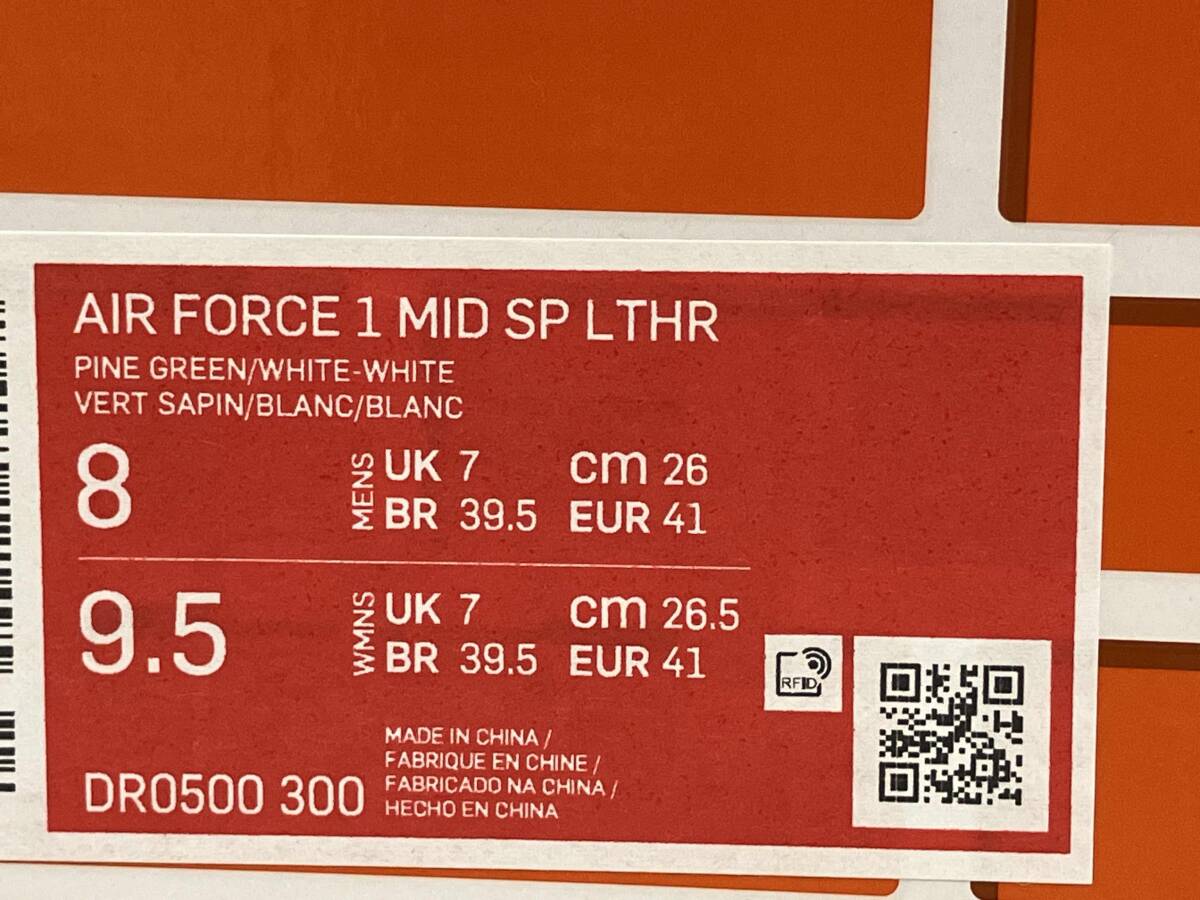 AIR FORCE 1 MID SP LTHR
PINE GREEN/WHITE-WHITE
VERT SAPIN/BLANC/BLANC
8 MENS UK 7 cm 26
BR 39.5 EUR 41
9.5 WMNS UK 7 cm 26.5
BR 39.5 EUR 41
RFID
MADE IN CHINA /
FABRIQUE EN CHINE /
FABRICADO NA CHINA /
HECHO EN CHINA
DR0500 300